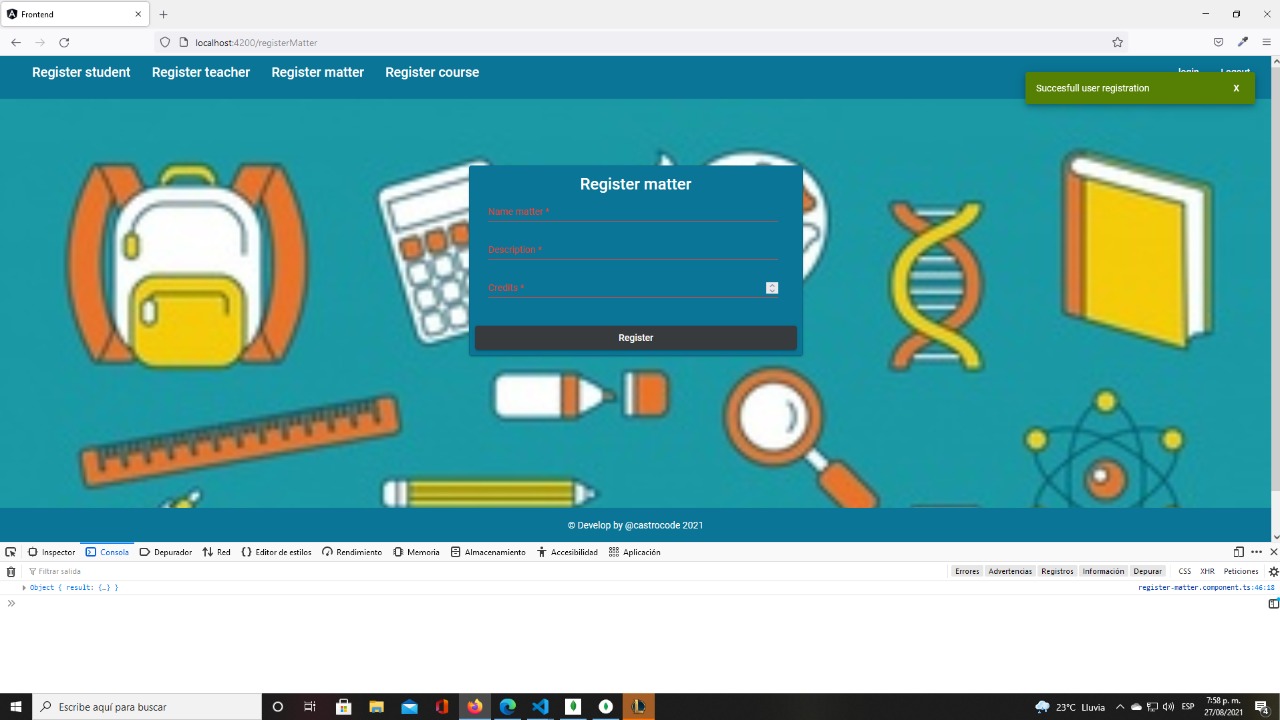 Frontend
localhost:4200/registerMatter
Register student Register teacher Register matter Register course login Logout
Succesfull user registration X
Register matter
Name matter *
Description *
Credits *
Register
© Develop by @castrocode 2021
Inspector Consola Depurador Red Editor de estilos Rendimiento Memoria Almacenamiento Accesibilidad Aplicación
Filtrar salida Errores Advertencias Registros Información Depurar CSS XHR Peticiones
Object { result: {…} } register-matter.component.ts:46:18
Escribe aquí para buscar 23°C Lluvia ESP 7:58 p. m.
27/08/2021 4